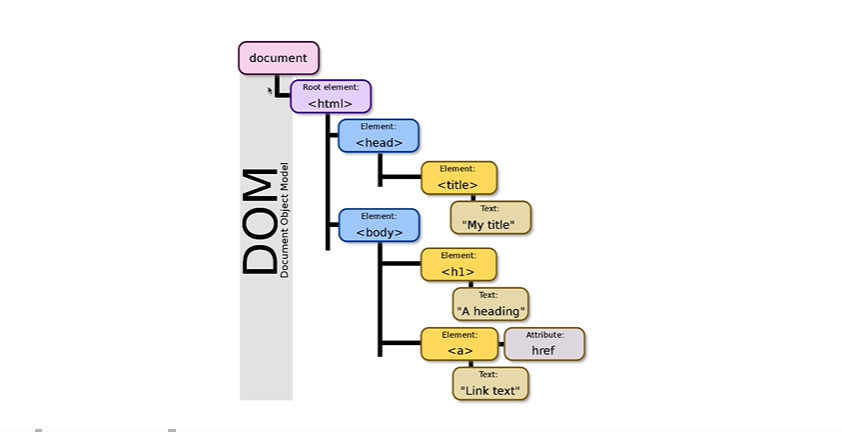 document
Root element:
<html>
Element:
<head>
Element:
<title>
Text:
"My title"
Element:
<body>
Element:
<h1>
Text:
"A heading"
Element:
<a>
Attribute:
href
Text:
"Link text"
DOM
Document Object Model